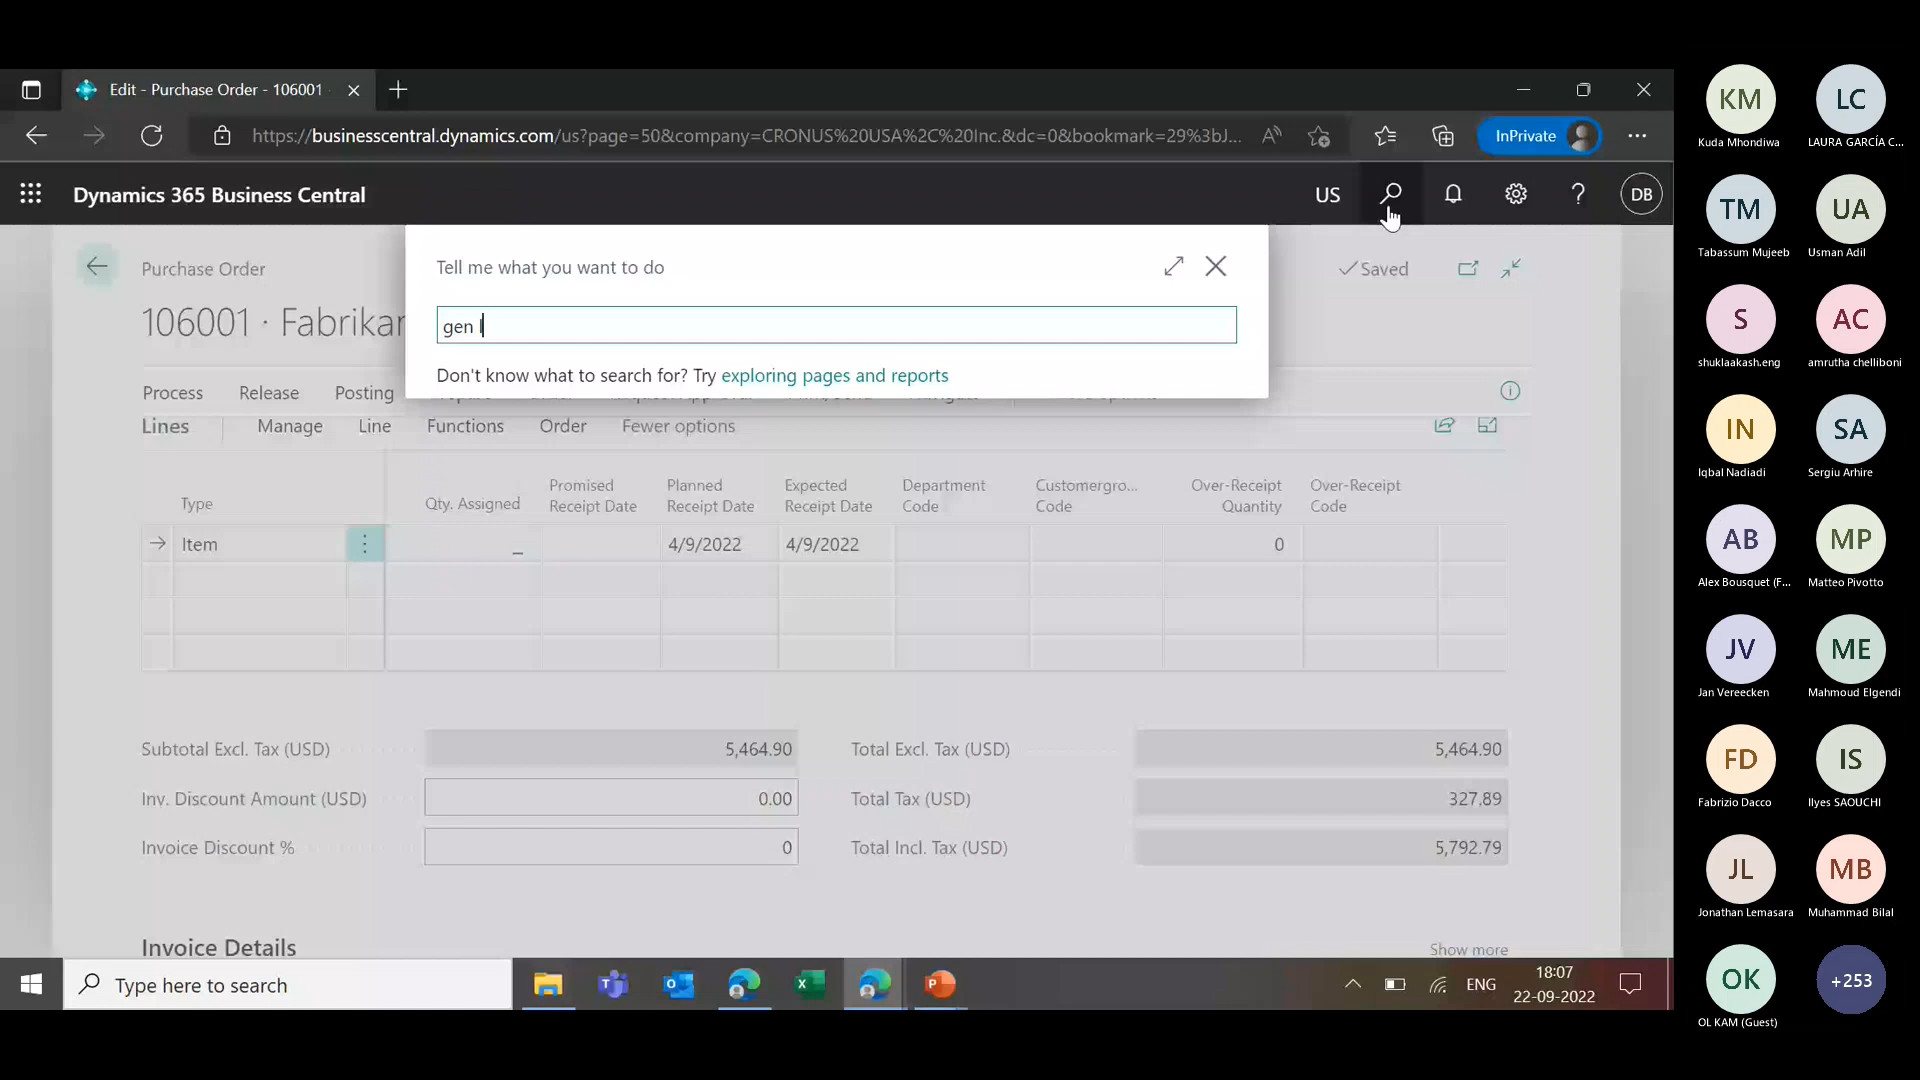 Edit - Purchase Order - 106001
https://businesscentral.dynamics.com/us?page=50&company=CRONUS%20USA%2C%20Inc.&dc=0&bookmark=29%3bJ...
InPrivate
Dynamics 365 Business Central
US
DB
Purchase Order
Tell me what you want to do
Saved
106001 · Fabrikar
gen l
Don't know what to search for? Try exploring pages and reports
Process Release Posting
Lines Manage Line Functions Order Fewer options
Type Qty. Assigned Promised Receipt Date Planned Receipt Date Expected Receipt Date Department Code Customergro... Code Over-Receipt Quantity Over-Receipt Code
Item _ 4/9/2022 4/9/2022 0
Subtotal Excl. Tax (USD) 5,464.90 Total Excl. Tax (USD) 5,464.90
Inv. Discount Amount (USD) 0.00 Total Tax (USD) 327.89
Invoice Discount % 0 Total Incl. Tax (USD) 5,792.79
Invoice Details Show more
Type here to search
ENG
18:07
22-09-2022
KM LC
Kuda Mhondiwa LAURA GARCÍA C...
TM UA
Tabassum Mujeeb Usman Adil
S AC
shuklaakash.eng amrutha chelliboni
IN SA
Iqbal Nadiadi Sergiu Arhire
AB MP
Alex Bousquet (F... Matteo Pivotto
JV ME
Jan Vereecken Mahmoud Elgendi
FD IS
Fabrizio Dacco Ilyes SAOUCHI
JL MB
Jonathan Lemasara Muhammad Bilal
OK +253
OL KAM (Guest)